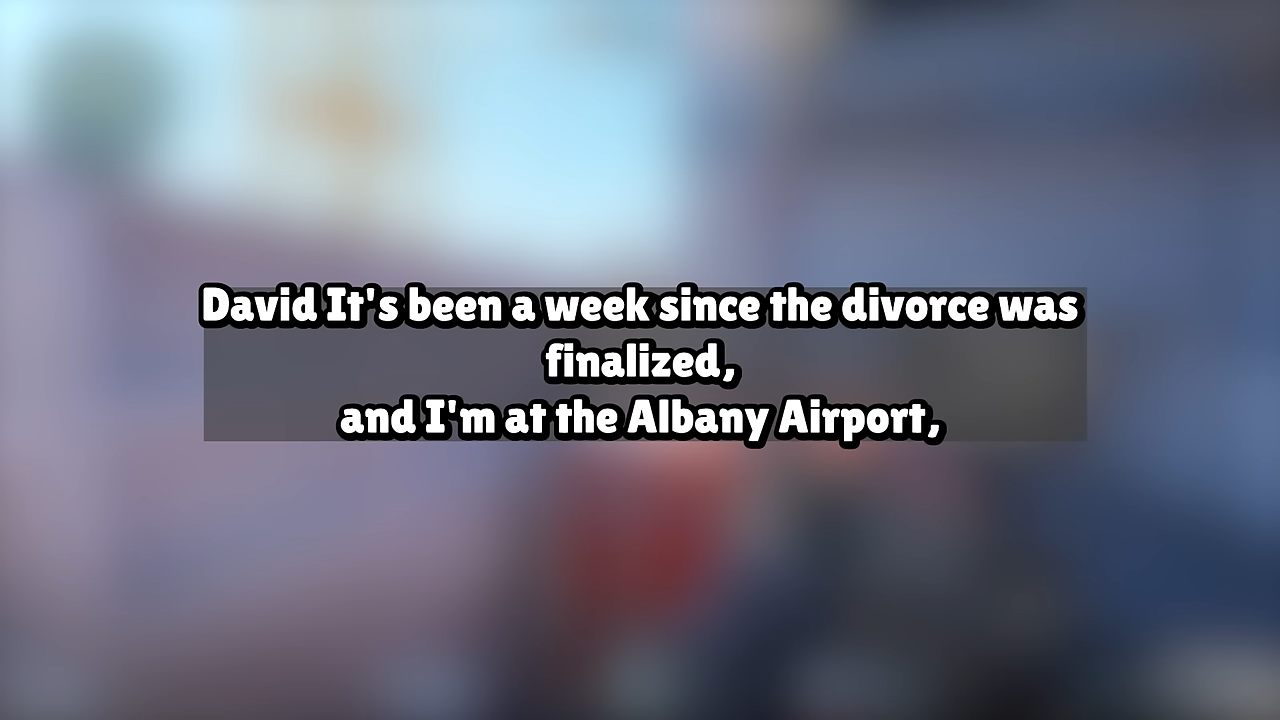 David It's been a week since the divorce was
finalized,
and I'm at the Albany Airport,